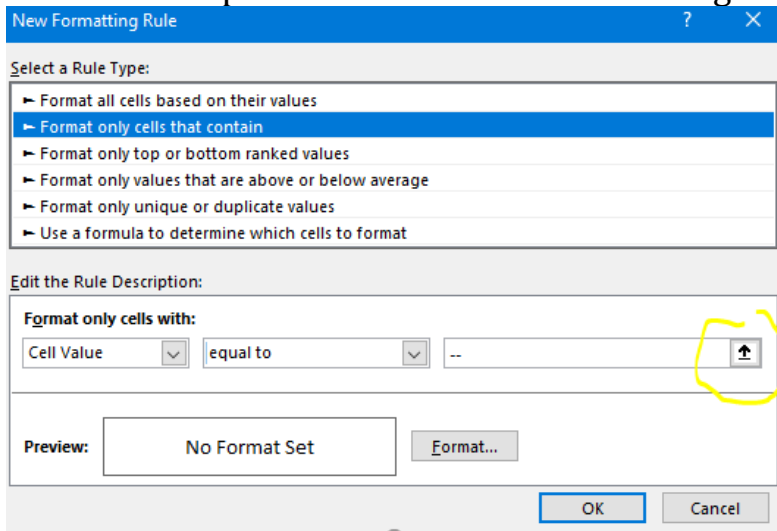 New Formatting Rule ? ×
Select a Rule Type:
► Format all cells based on their values
► Format only cells that contain
► Format only top or bottom ranked values
► Format only values that are above or below average
► Format only unique or duplicate values
► Use a formula to determine which cells to format
Edit the Rule Description:
Format only cells with:
Cell Value equal to --
Preview: No Format Set Format...
OK Cancel